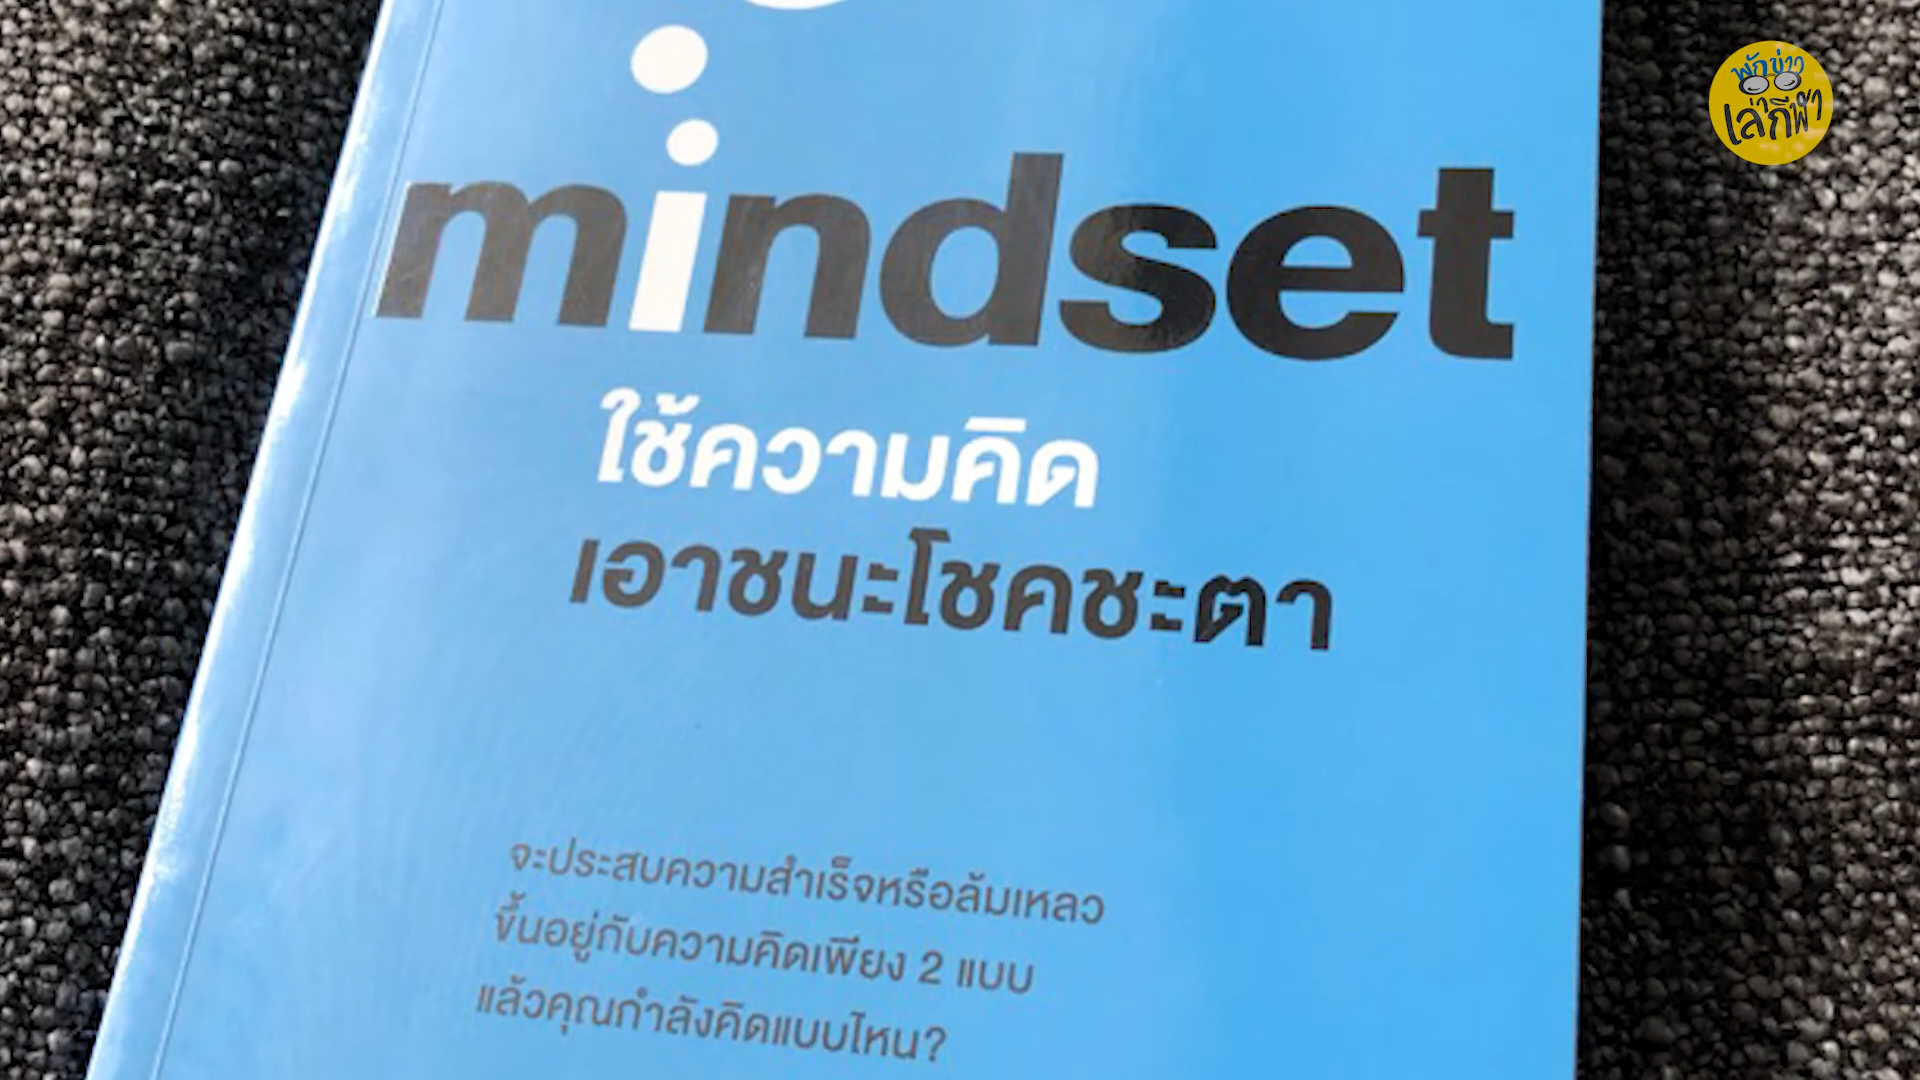 พักข่าว
เล่ากีฬา
mindset
ใช้ความคิด
เอาชนะโชคชะตา
จะประสบความสำเร็จหรือล้มเหลว
ขึ้นอยู่กับความคิดเพียง 2 แบบ
แล้วคุณกำลังคิดแบบไหน?